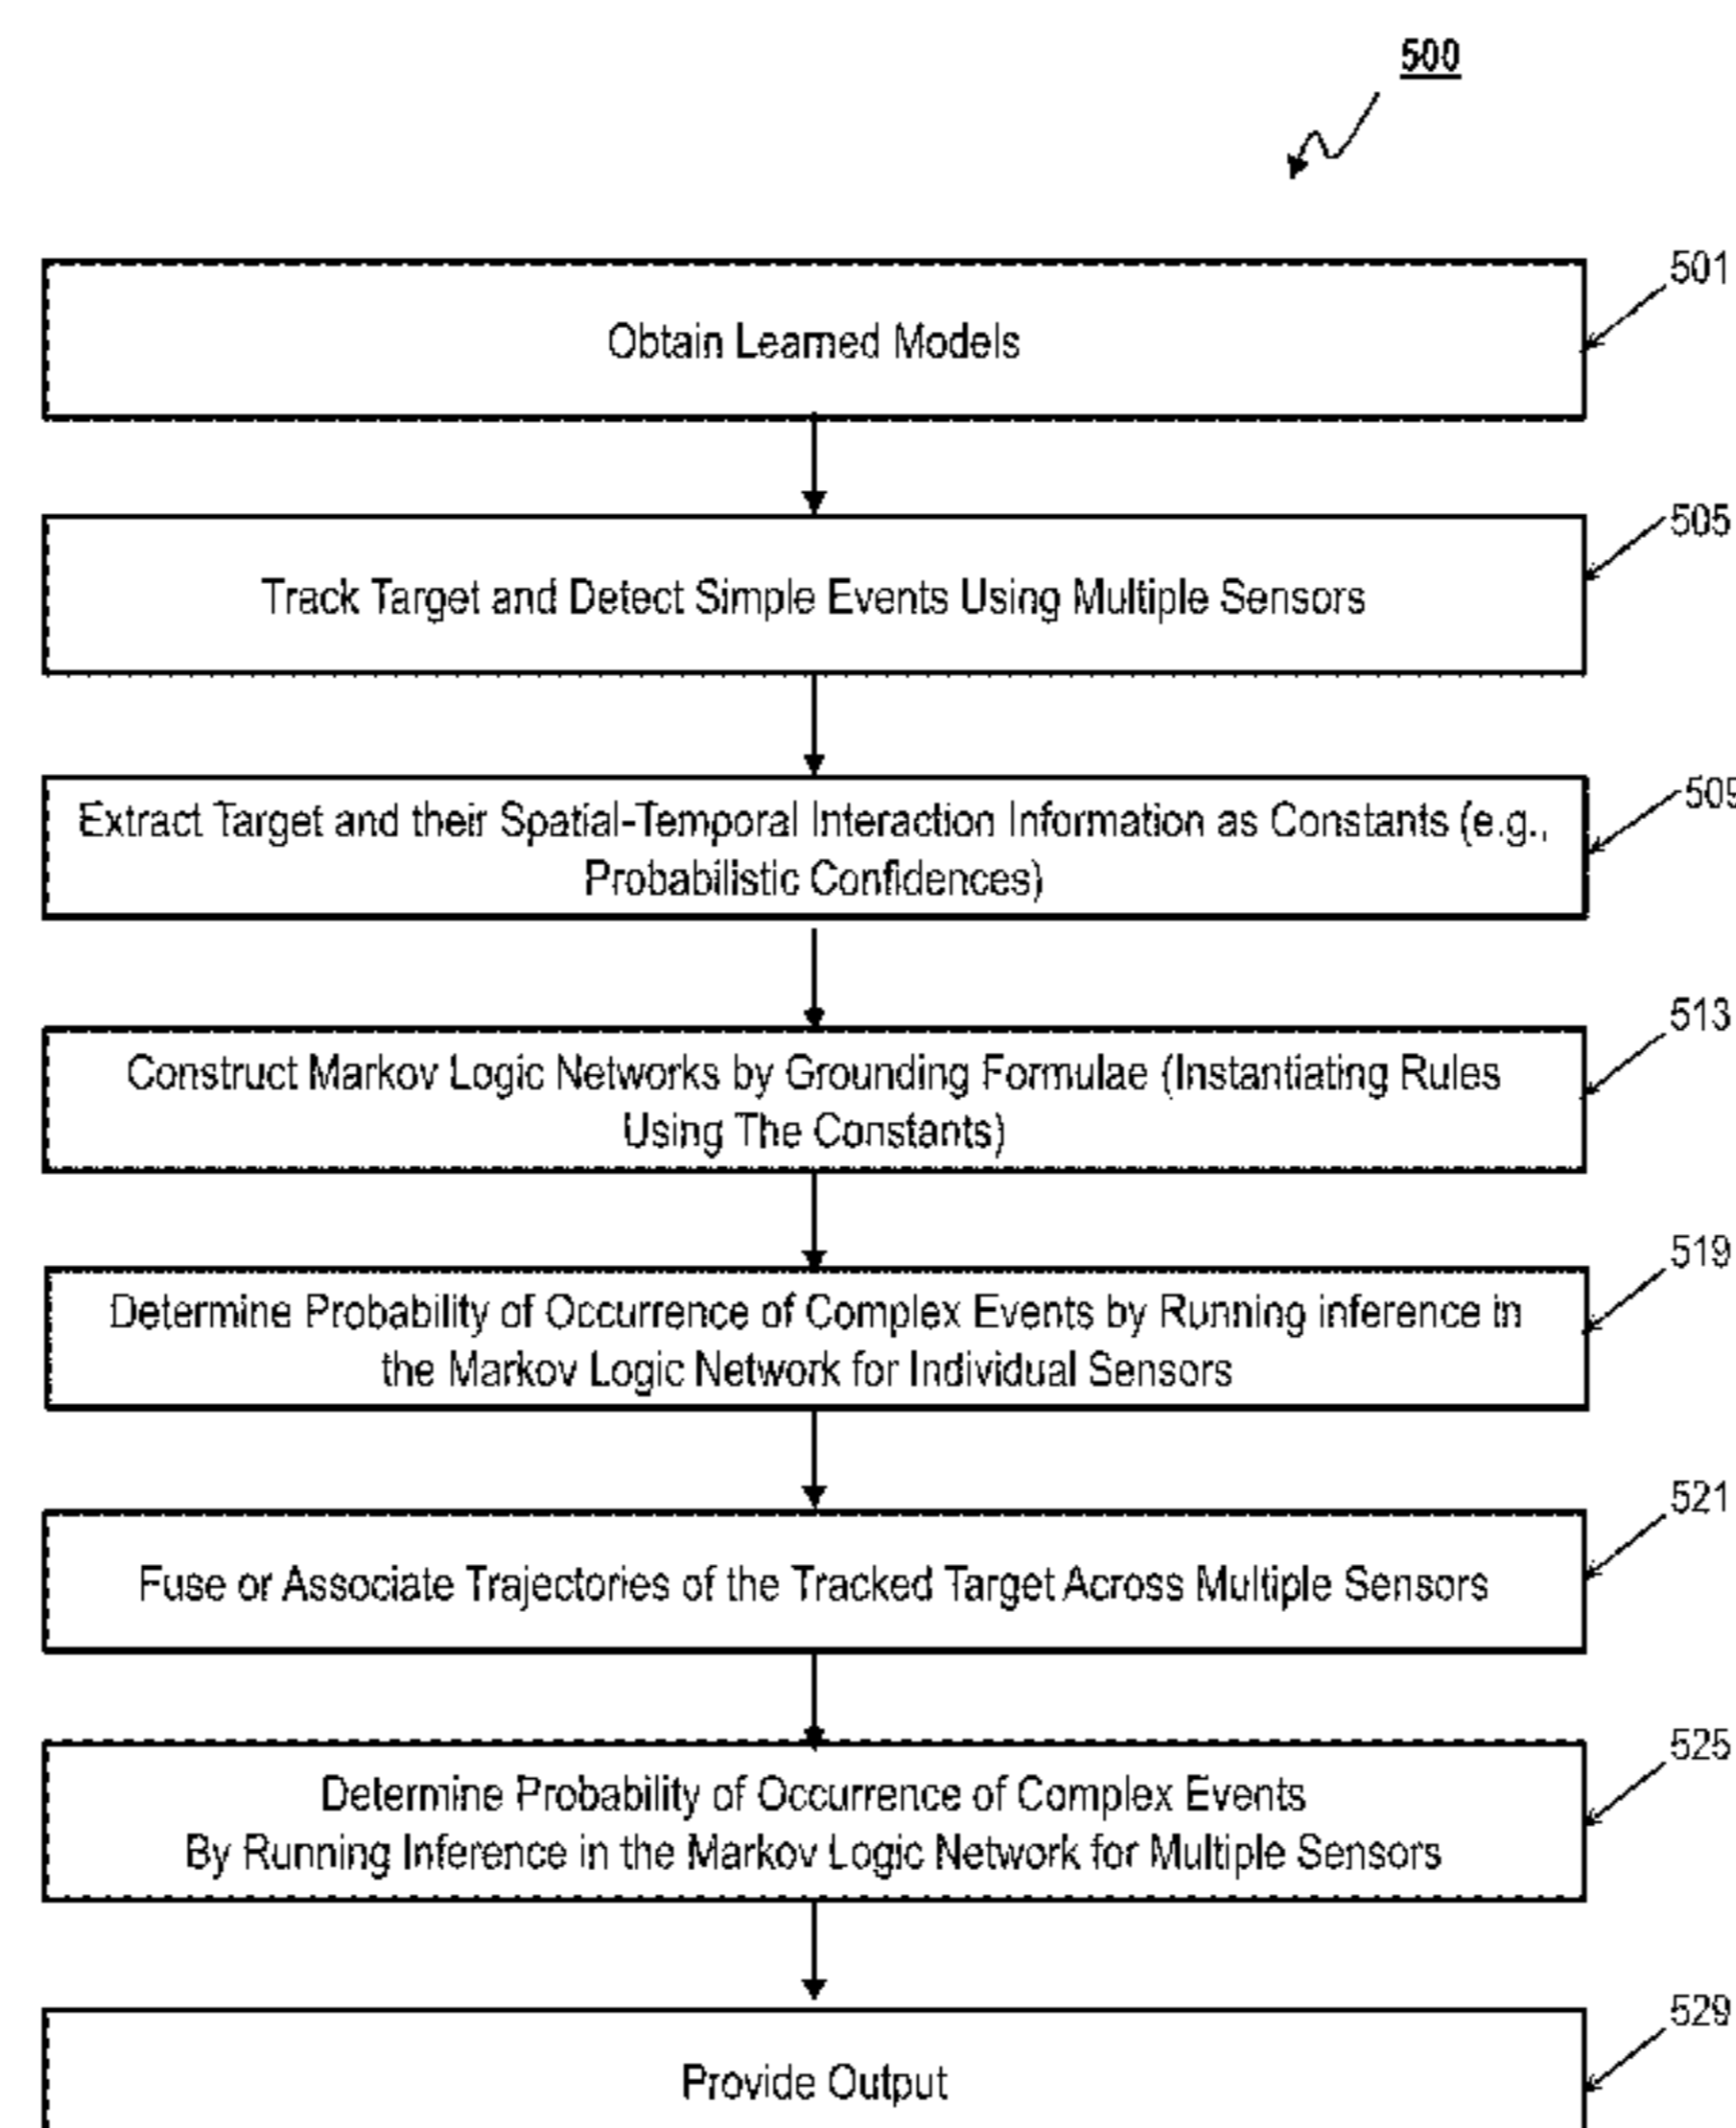 500
501
Obtain Learned Models
505
Track Target and Detect Simple Events Using Multiple Sensors
509
Extract Target and their Spatial-Temporal Interaction Information as Constants (e.g.,
Probabilistic Confidences)
513
Construct Markov Logic Networks by Grounding Formulae (Instantiating Rules
Using The Constants)
519
Determine Probability of Occurrence of Complex Events by Running inference in
the Markov Logic Network for Individual Sensors
521
Fuse or Associate Trajectories of the Tracked Target Across Multiple Sensors
525
Determine Probability of Occurrence of Complex Events
By Running Inference in the Markov Logic Network for Multiple Sensors
529
Provide Output